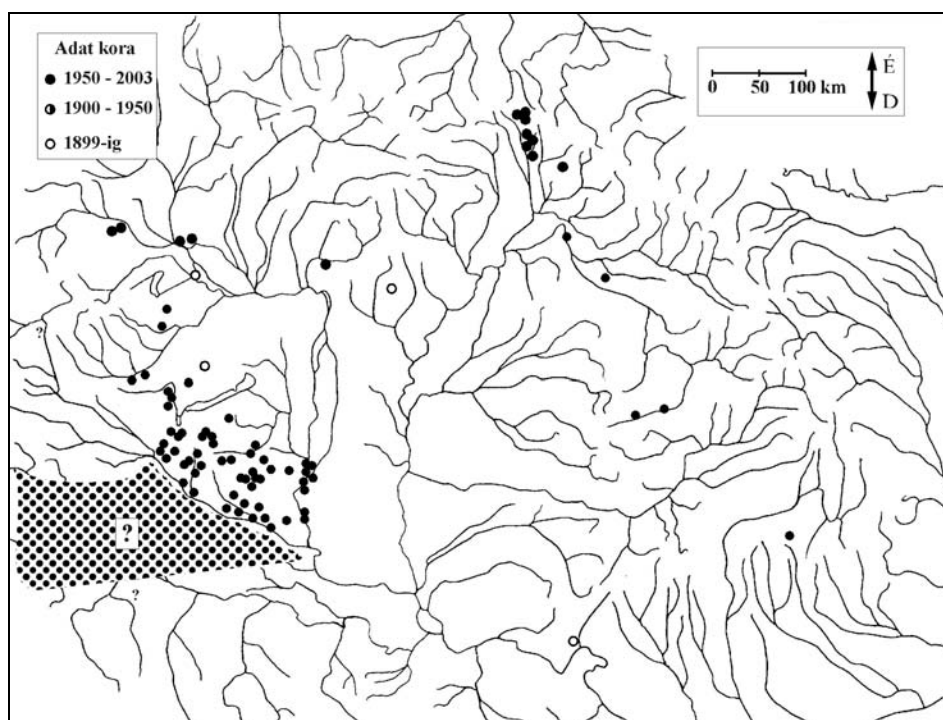 Adat kora
1950 - 2003
1900 - 1950
1899-ig
0 50 100 km
É
D
?
?
?